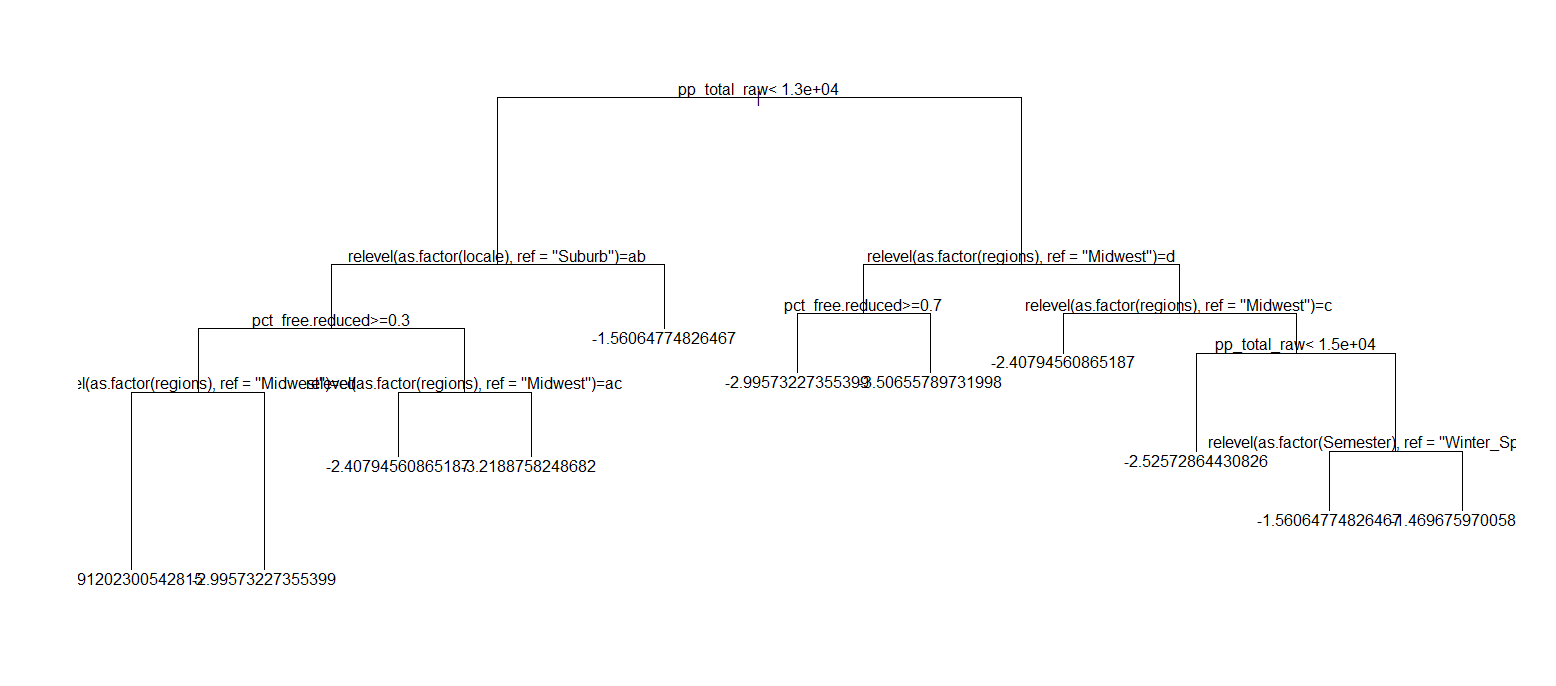 pp_total_raw< 1.3e+04
relevel(as.factor(locale), ref = "Suburb")=ab
relevel(as.factor(regions), ref = "Midwest")=d
pct_free.reduced>=0.3
-1.56064774826467
pct_free.reduced>=0.7
relevel(as.factor(regions), ref = "Midwest")=c
el(as.factor(regions), ref = "Midwest")=
relevel(as.factor(regions), ref = "Midwest")=ac
-2.99573227355399
-3.50655789731998
-2.40794560865187
pp_total_raw< 1.5e+04
-2.40794560865187
-3.2188758248682
-2.52572864430826
relevel(as.factor(Semester), ref = "Winter_Sp
-1.56064774826467
-1.469675970058
91202300542815
-2.99573227355399